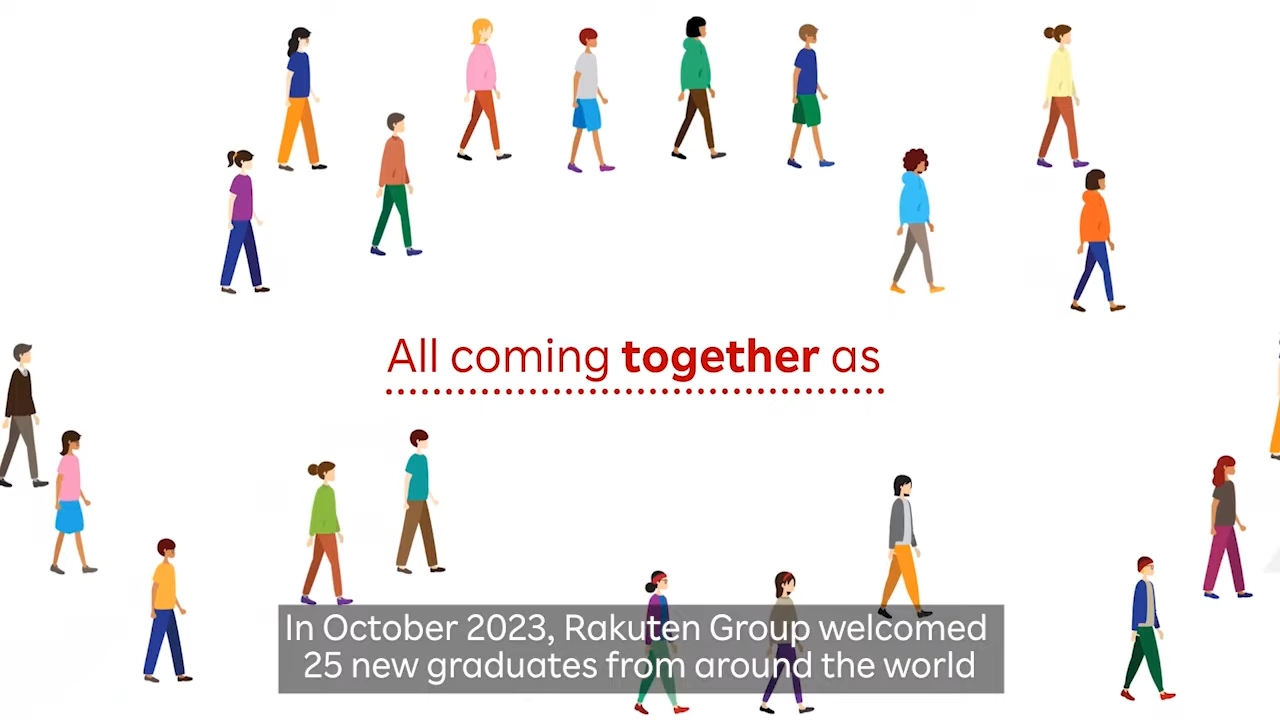 All coming together as
In October 2023, Rakuten Group welcomed
25 new graduates from around the world